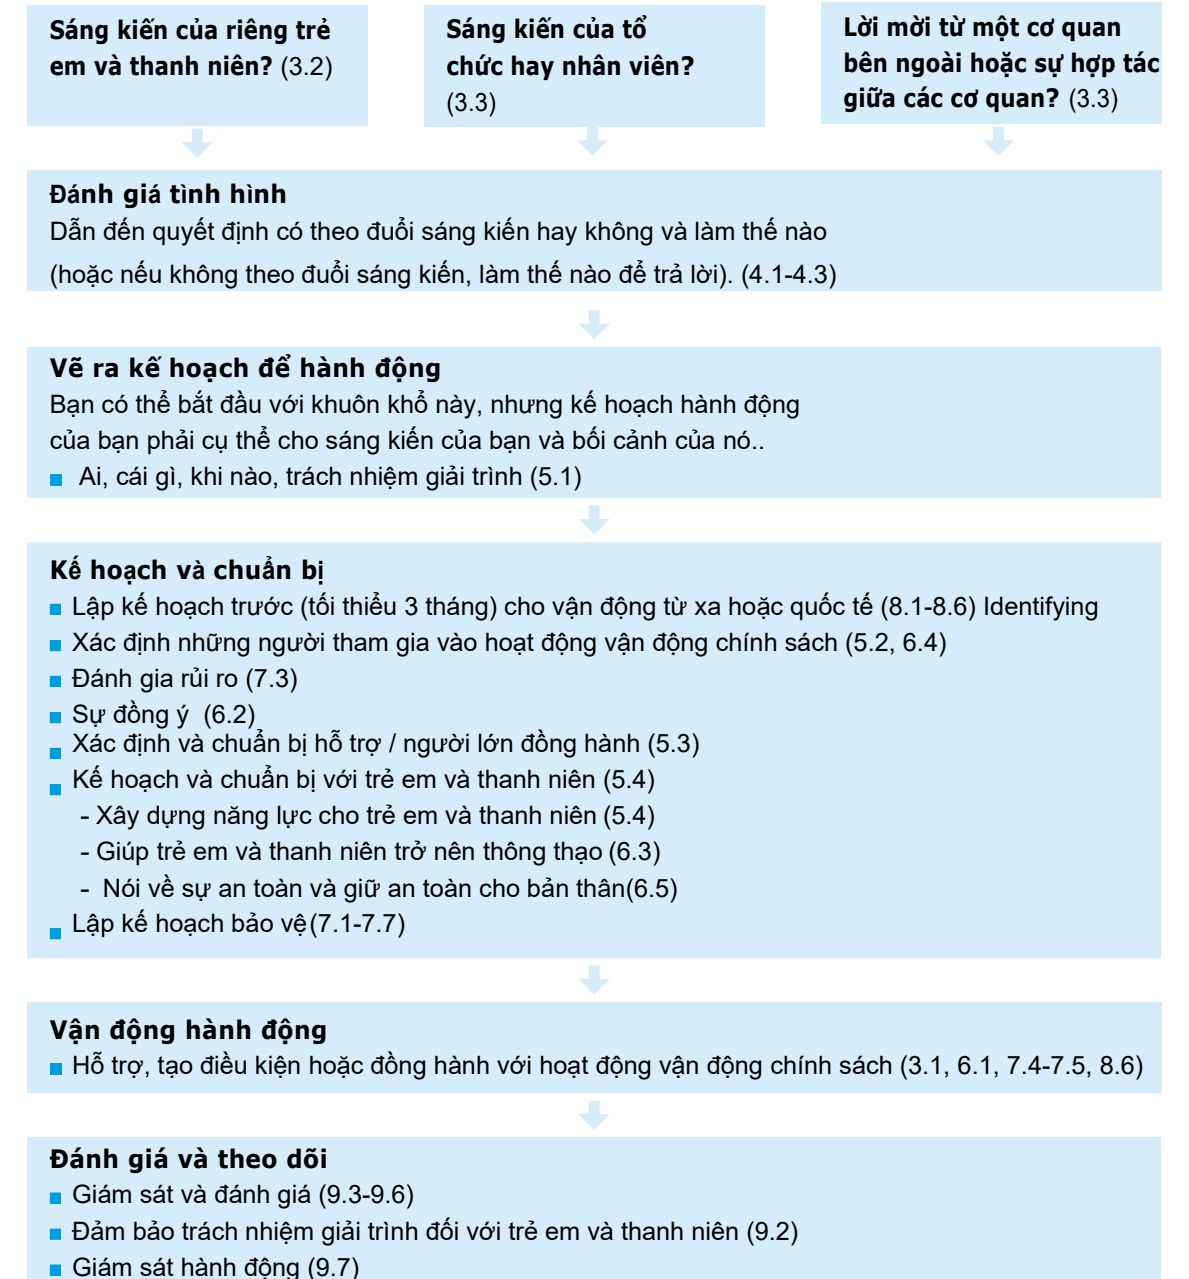 Sáng kiến của riêng trẻ
em và thanh niên? (3.2)
Sáng kiến của tổ
chức hay nhân viên?
(3.3)
Lời mời từ một cơ quan
bên ngoài hoặc sự hợp tác
giữa các cơ quan? (3.3)
Đánh giá tình hình
Dẫn đến quyết định có theo đuổi sáng kiến hay không và làm thế nào
(hoặc nếu không theo đuổi sáng kiến, làm thế nào để trả lời). (4.1-4.3)
Vẽ ra kế hoạch để hành động
Bạn có thể bắt đầu với khuôn khổ này, nhưng kế hoạch hành động
của bạn phải cụ thể cho sáng kiến của bạn và bối cảnh của nó..
Ai, cái gì, khi nào, trách nhiệm giải trình (5.1)
Kế hoạch và chuẩn bị
Lập kế hoạch trước (tối thiểu 3 tháng) cho vận động từ xa hoặc quốc tế (8.1-8.6) Identifying
Xác định những người tham gia vào hoạt động vận động chính sách (5.2, 6.4)
Đánh gia rủi ro (7.3)
Sự đồng ý (6.2)
Xác định và chuẩn bị hỗ trợ / người lớn đồng hành (5.3)
Kế hoạch và chuẩn bị với trẻ em và thanh niên (5.4)
- Xây dựng năng lực cho trẻ em và thanh niên (5.4)
- Giúp trẻ em và thanh niên trở nên thông thạo (6.3)
- Nói về sự an toàn và giữ an toàn cho bản thân(6.5)
Lập kế hoạch bảo vệ(7.1-7.7)
Vận động hành động
Hỗ trợ, tạo điều kiện hoặc đồng hành với hoạt động vận động chính sách (3.1, 6.1, 7.4-7.5, 8.6)
Đánh giá và theo dõi
Giám sát và đánh giá (9.3-9.6)
Đảm bảo trách nhiệm giải trình đối với trẻ em và thanh niên (9.2)
Giám sát hành động (9.7)